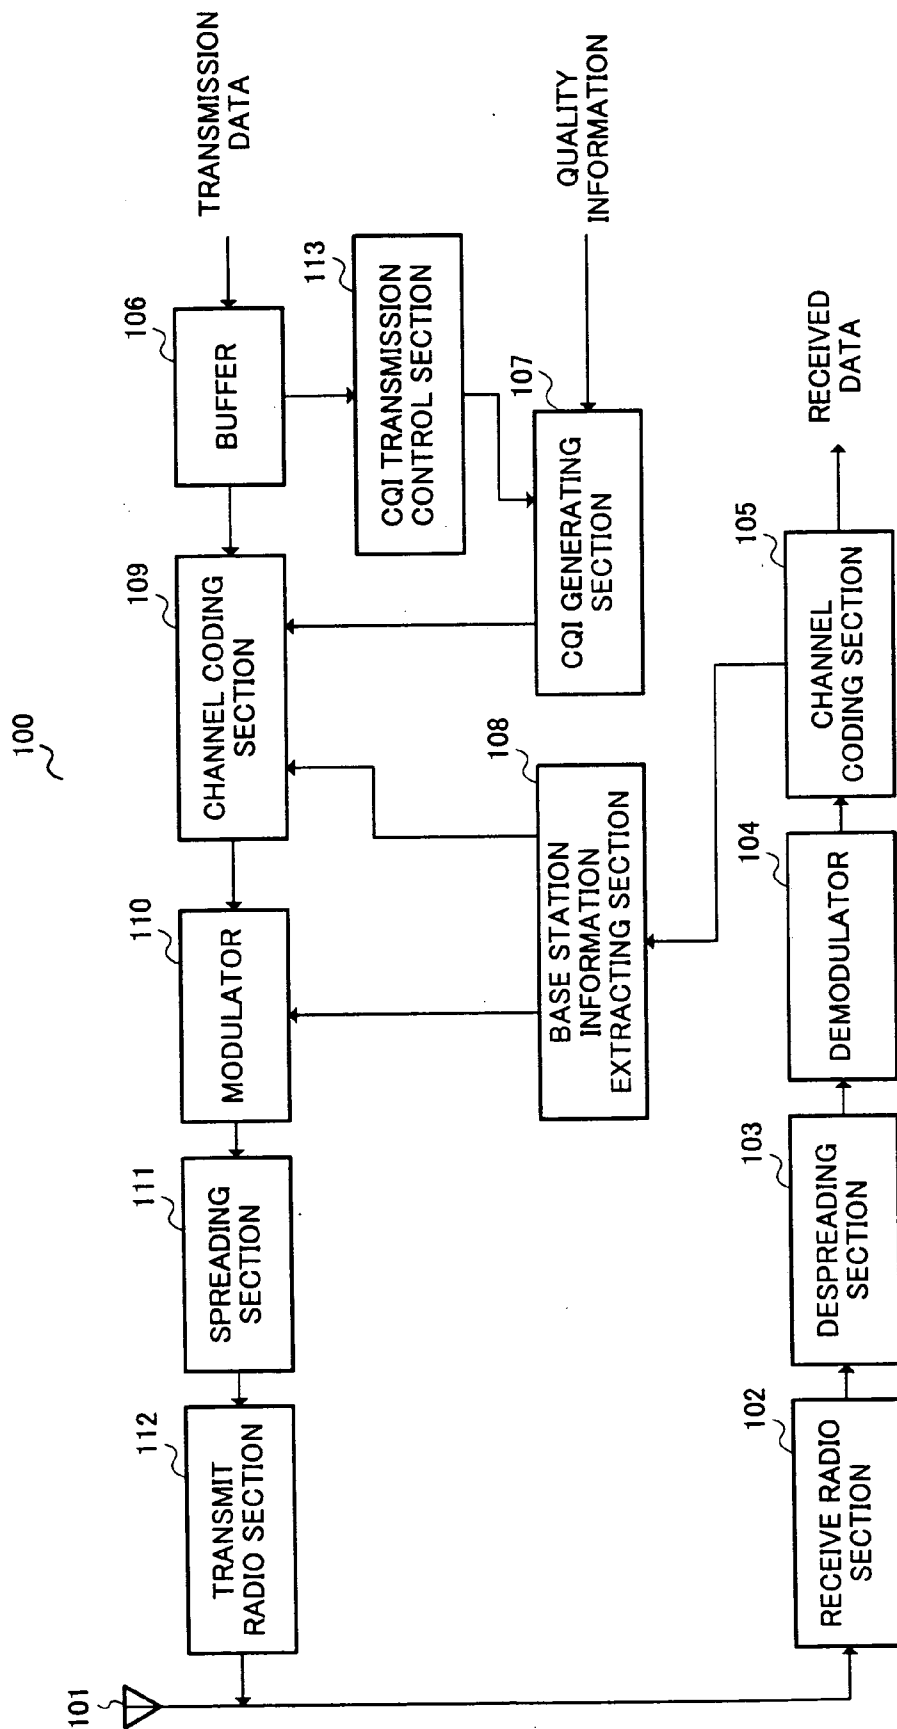 100
101
112
TRANSMIT
RADIO SECTION
111
SPREADING
SECTION
110
MODULATOR
109
CHANNEL CODING
SECTION
106
BUFFER
TRANSMISSION
DATA
113
CQI TRANSMISSION
CONTROL SECTION
108
BASE STATION
INFORMATION
EXTRACTING SECTION
107
CQI GENERATING
SECTION
QUALITY
INFORMATION
102
RECEIVE RADIO
SECTION
103
DESPREADING
SECTION
104
DEMODULATOR
105
CHANNEL
CODING SECTION
RECEIVED
DATA